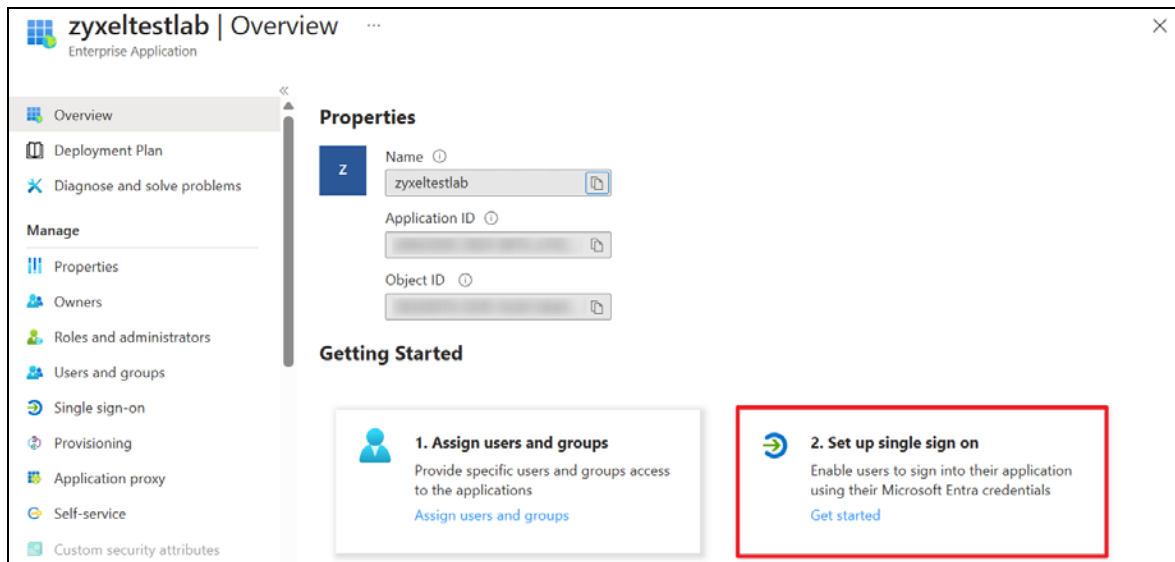 zyxeltestlab | Overview ...
Enterprise Application
Overview
Deployment Plan
Diagnose and solve problems
Manage
Properties
Owners
Roles and administrators
Users and groups
Single sign-on
Provisioning
Application proxy
Self-service
Custom security attributes
Properties
Z
Name
zyxeltestlab
Application ID
Object ID
Getting Started
1. Assign users and groups
Provide specific users and groups access
to the applications
Assign users and groups
2. Set up single sign on
Enable users to sign into their application
using their Microsoft Entra credentials
Get started